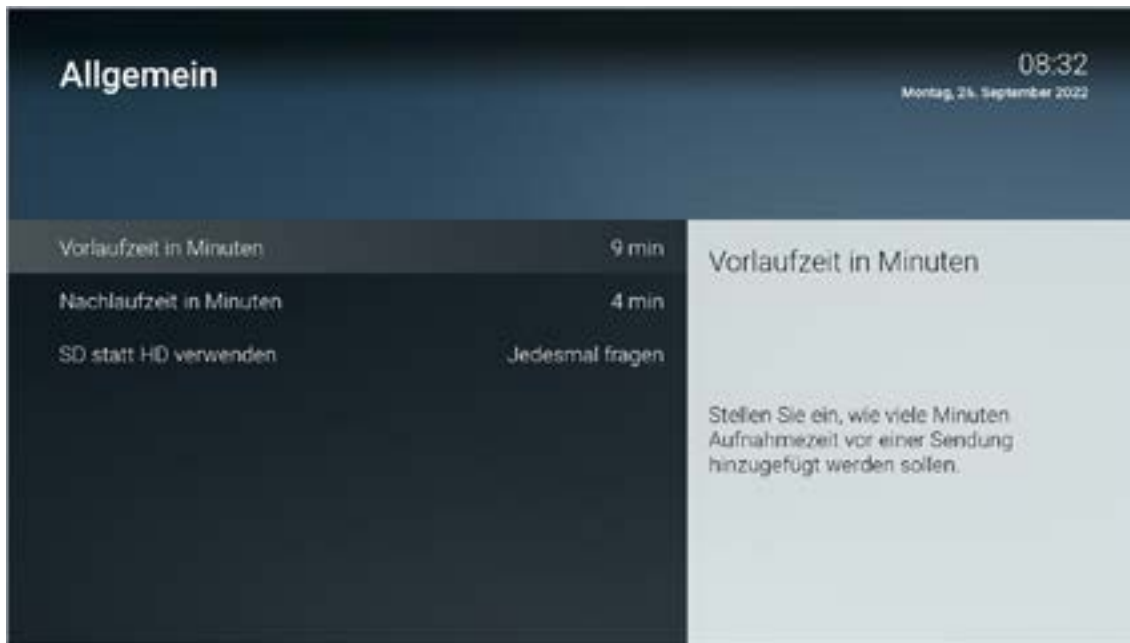 Allgemein
08:32
Montag, 26. September 2022
Vorlaufzeit in Minuten
9 min
Nachlaufzeit in Minuten
4 min
SD statt HD verwenden
Jedesmal fragen
Vorlaufzeit in Minuten
Stellen Sie ein, wie viele Minuten
Aufnahmezeit vor einer Sendung
hinzugefügt werden sollen.